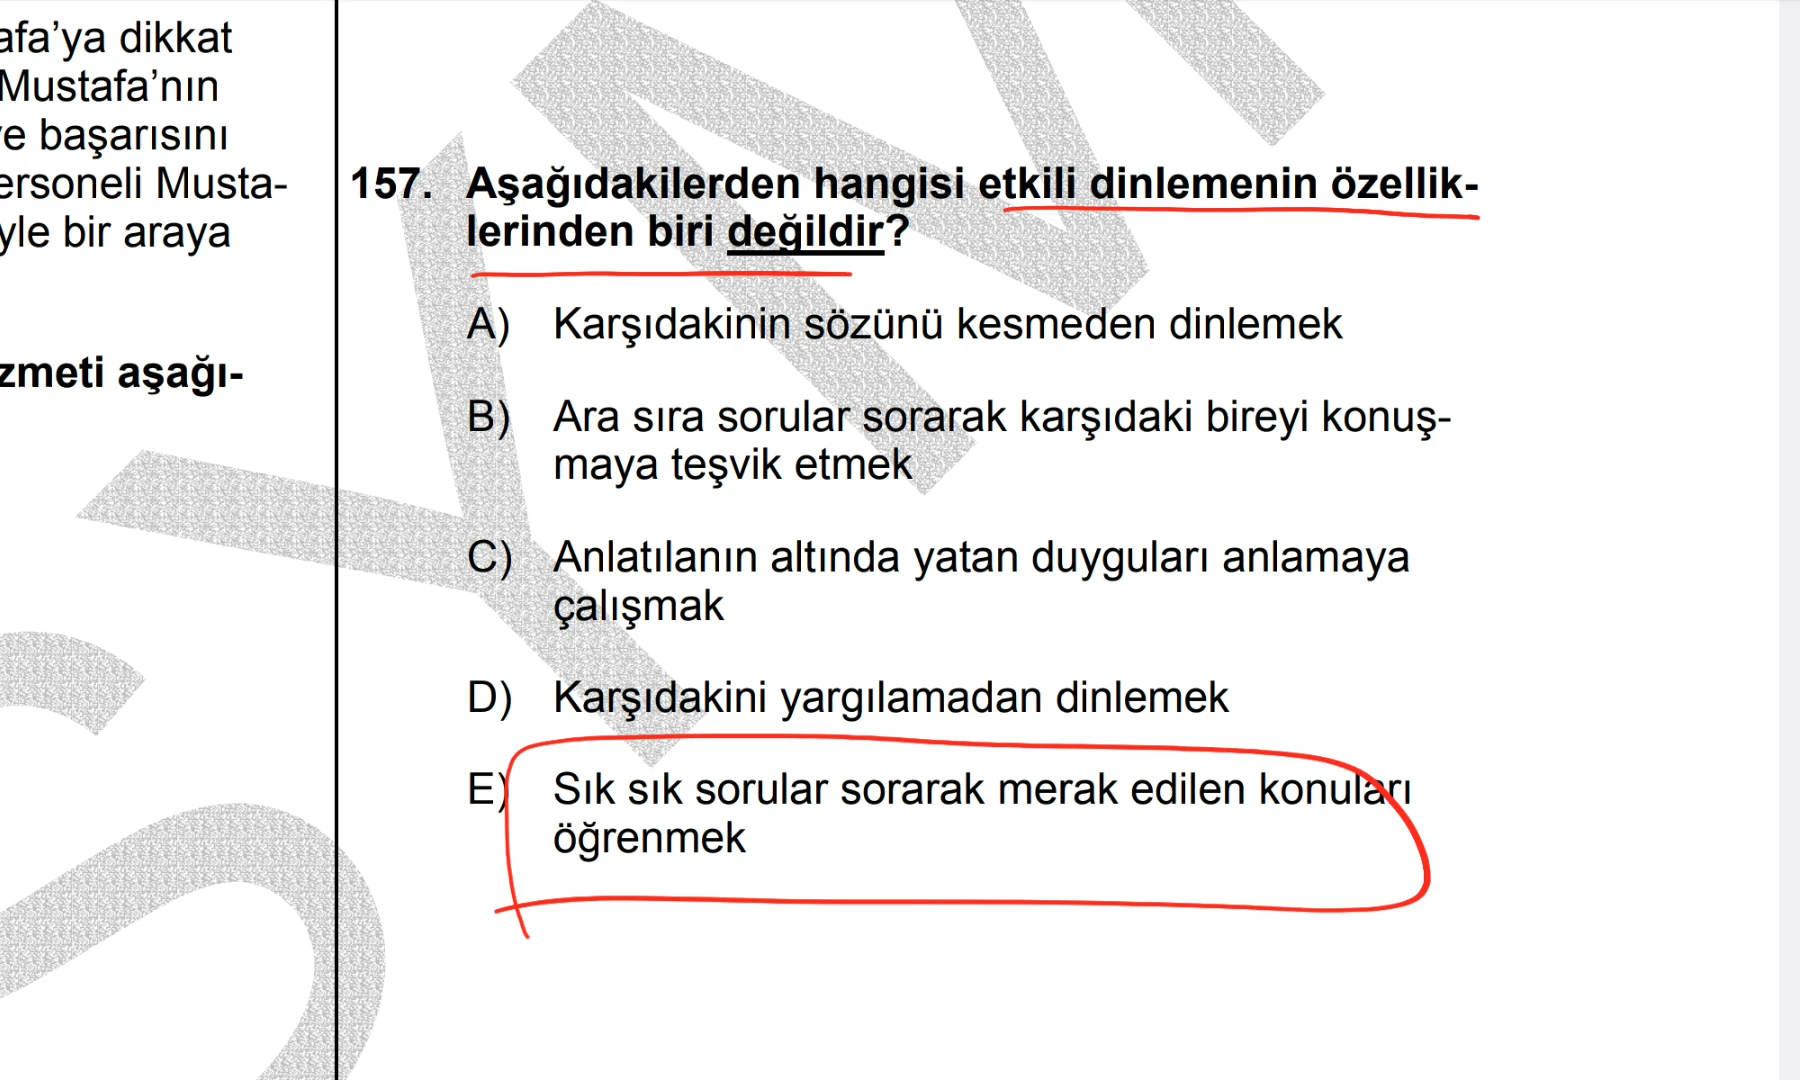 afa’ya dikkat
Mustafa’nın
e başarısını
ersoneli Musta-
yle bir araya
zmeti aşağı-
157. Aşağıdakilerden hangisi etkili dinlemenin özellik-
lerinden biri değildir?
A) Karşıdakinin sözünü kesmeden dinlemek
B) Ara sıra sorular sorarak karşıdaki bireyi konuş-
maya teşvik etmek
C) Anlatılanın altında yatan duyguları anlamaya
çalışmak
D) Karşıdakini yargılamadan dinlemek
E) Sık sık sorular sorarak merak edilen konuları
öğrenmek